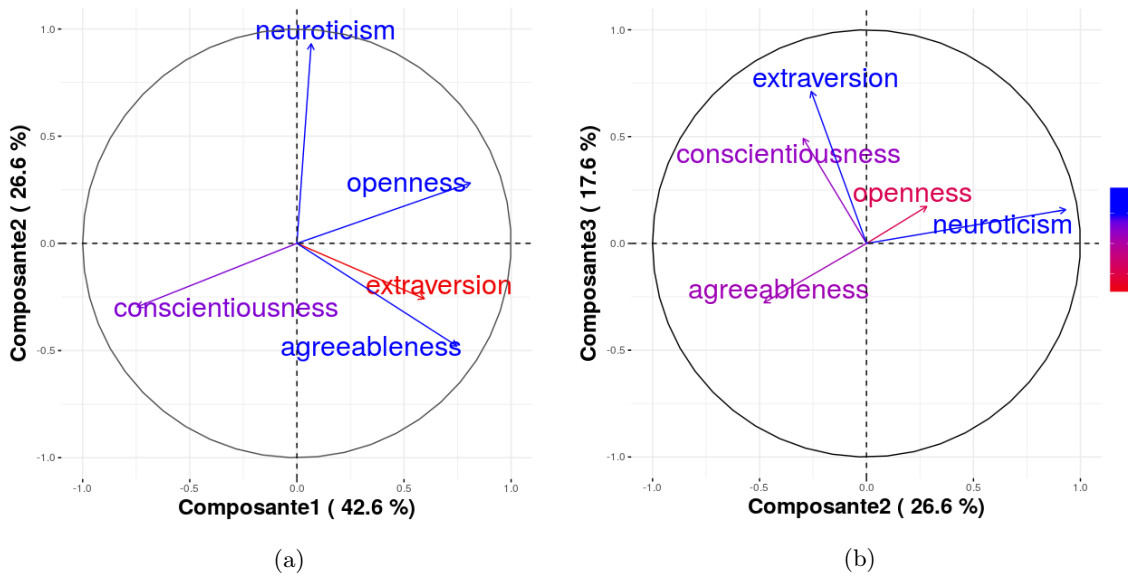 neuroticism
openness
extraversion
conscientiousness
agreeableness
1.0
0.5
0.0
-0.5
-1.0
-1.0 -0.5 0.0 0.5 1.0
Composante2 ( 26.6 %)
Composante1 ( 42.6 %)
(a)
extraversion
conscientiousness
openness
neuroticism
agreeableness
1.0
0.5
0.0
-0.5
-1.0
-1.0 -0.5 0.0 0.5 1.0
Composante3 ( 17.6 %)
Composante2 ( 26.6 %)
(b)